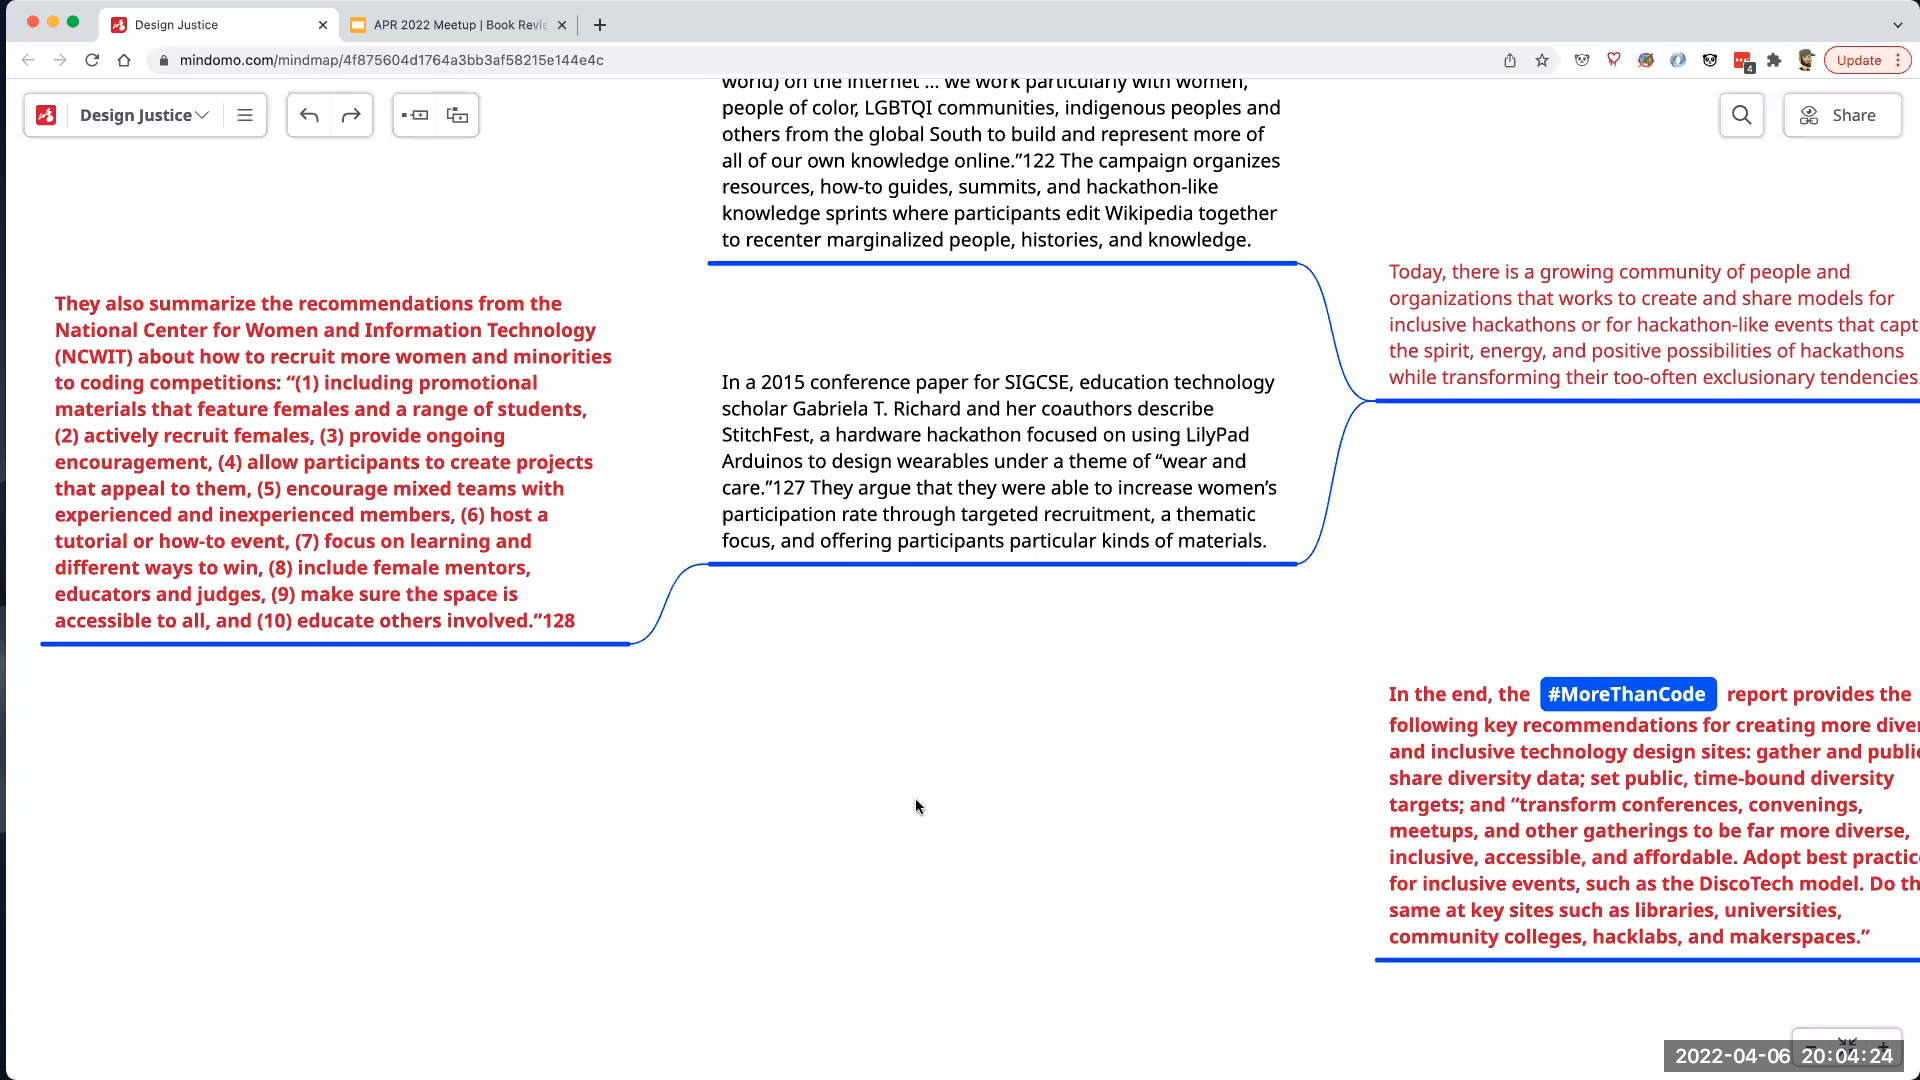 Design Justice
APR 2022 Meetup | Book Revie
mindomo.com/mindmap/4f875604d1764a3bb3af58215e144e4c
4
Update
Design Justice
Share
world) on the internet … we work particularly with women,
people of color, LGBTQI communities, indigenous peoples and
others from the global South to build and represent more of
all of our own knowledge online.”122 The campaign organizes
resources, how-to guides, summits, and hackathon-like
knowledge sprints where participants edit Wikipedia together
to recenter marginalized people, histories, and knowledge.
They also summarize the recommendations from the
National Center for Women and Information Technology
(NCWIT) about how to recruit more women and minorities
to coding competitions: “(1) including promotional
materials that feature females and a range of students,
(2) actively recruit females, (3) provide ongoing
encouragement, (4) allow participants to create projects
that appeal to them, (5) encourage mixed teams with
experienced and inexperienced members, (6) host a
tutorial or how-to event, (7) focus on learning and
different ways to win, (8) include female mentors,
educators and judges, (9) make sure the space is
accessible to all, and (10) educate others involved.”128
In a 2015 conference paper for SIGCSE, education technology
scholar Gabriela T. Richard and her coauthors describe
StitchFest, a hardware hackathon focused on using LilyPad
Arduinos to design wearables under a theme of “wear and
care.”127 They argue that they were able to increase women’s
participation rate through targeted recruitment, a thematic
focus, and offering participants particular kinds of materials.
Today, there is a growing community of people and
organizations that works to create and share models for
inclusive hackathons or for hackathon-like events that capt
the spirit, energy, and positive possibilities of hackathons
while transforming their too-often exclusionary tendencies.
In the end, the #MoreThanCode report provides the
following key recommendations for creating more diver
and inclusive technology design sites: gather and public
share diversity data; set public, time-bound diversity
targets; and “transform conferences, convenings,
meetups, and other gatherings to be far more diverse,
inclusive, accessible, and affordable. Adopt best practic
for inclusive events, such as the DiscoTech model. Do th
same at key sites such as libraries, universities,
community colleges, hacklabs, and makerspaces.”
2022-04-06 20:04:24